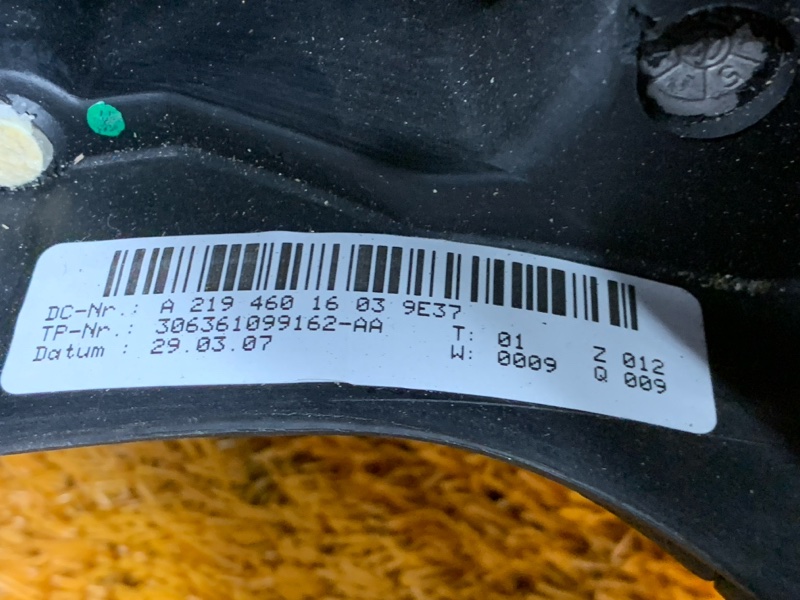 DC-Nr.: A 219 460 16 03 9E37
TP-Nr.: 306361099162-AA T: 01 Z 012
Datum : 29.03.07 W: 0009 Q 009